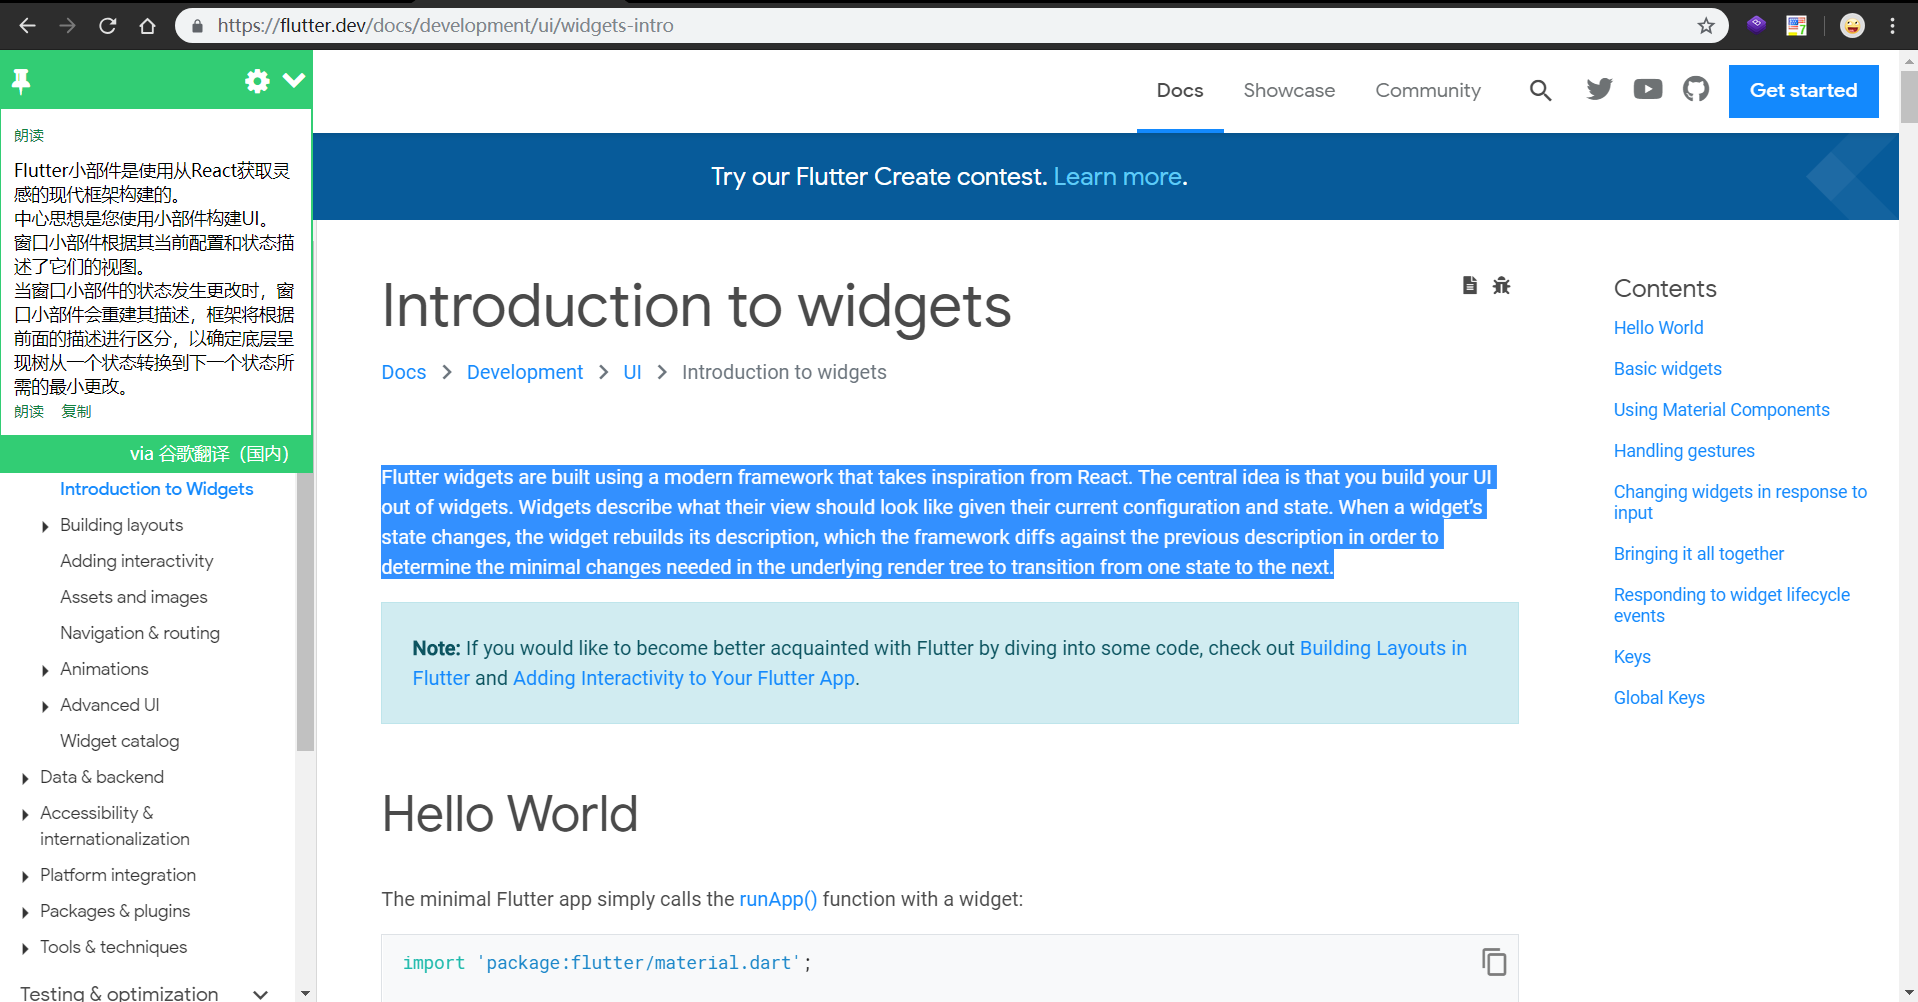 https://flutter.dev/docs/development/ui/widgets-intro
朗读
Flutter小部件是使用从React获取灵
感的现代框架构建的。
中心思想是您使用小部件构建UI。
窗口小部件根据其当前配置和状态描
述了它们的视图。
当窗口小部件的状态发生更改时，窗
口小部件会重建其描述，框架将根据
前面的描述进行区分，以确定底层呈
现树从一个状态转换到下一个状态所
需的最小更改。
朗读 复制
via 谷歌翻译（国内）
Introduction to Widgets
Building layouts
Adding interactivity
Assets and images
Navigation & routing
Animations
Advanced UI
Widget catalog
Data & backend
Accessibility &
internationalization
Platform integration
Packages & plugins
Tools & techniques
Testing & optimization
Docs Showcase Community Get started
Try our Flutter Create contest. Learn more.
Introduction to widgets
Docs > Development > UI > Introduction to widgets
Flutter widgets are built using a modern framework that takes inspiration from React. The central idea is that you build your UI
out of widgets. Widgets describe what their view should look like given their current configuration and state. When a widget’s
state changes, the widget rebuilds its description, which the framework diffs against the previous description in order to
determine the minimal changes needed in the underlying render tree to transition from one state to the next.
Note: If you would like to become better acquainted with Flutter by diving into some code, check out Building Layouts in
Flutter and Adding Interactivity to Your Flutter App.
Hello World
The minimal Flutter app simply calls the runApp() function with a widget:
import 'package:flutter/material.dart';
Contents
Hello World
Basic widgets
Using Material Components
Handling gestures
Changing widgets in response to
input
Bringing it all together
Responding to widget lifecycle
events
Keys
Global Keys